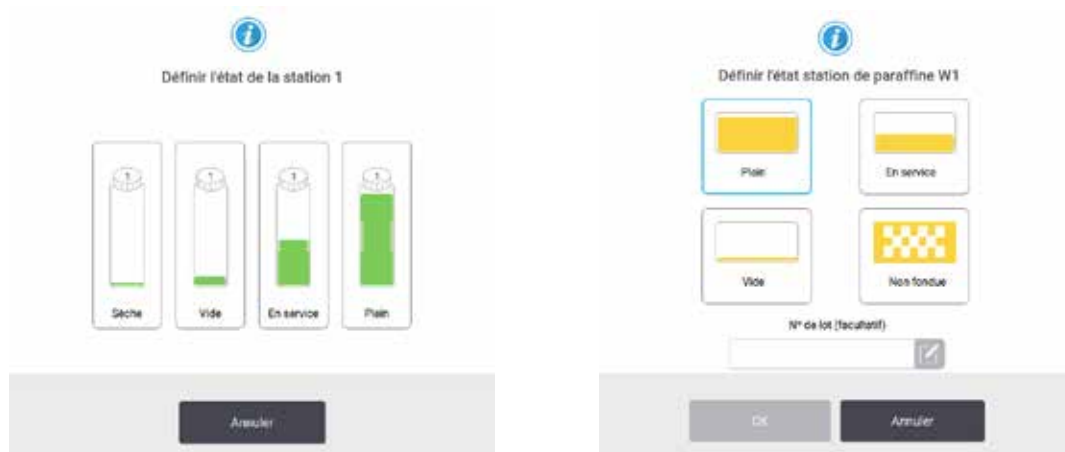 Définir l'état de la station 1
1 1 1 1
Sèche Vide En service Plein
Annuler
Définir l'état station de paraffine W1
Plein En service
Vide Non fondue
N° de lot (facultatif)
OK Annuler